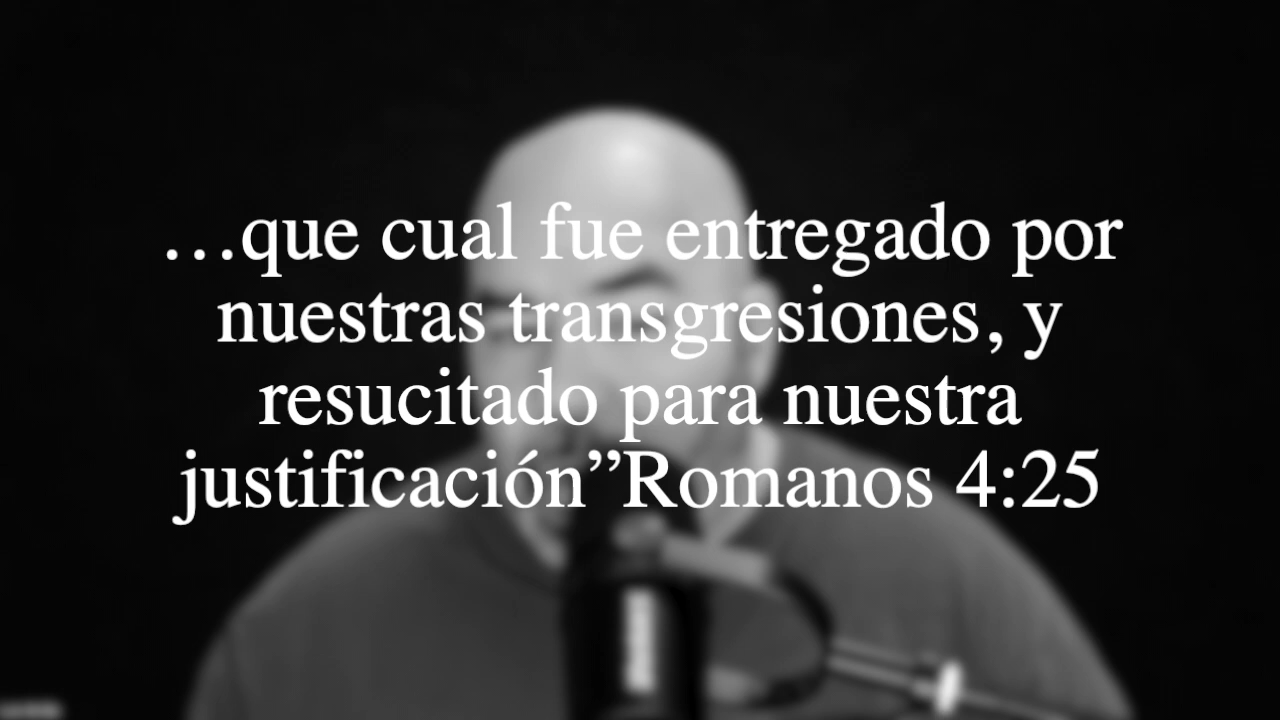 …que cual fue entregado por
nuestras transgresiones, y
resucitado para nuestra
justificación”Romanos 4:25